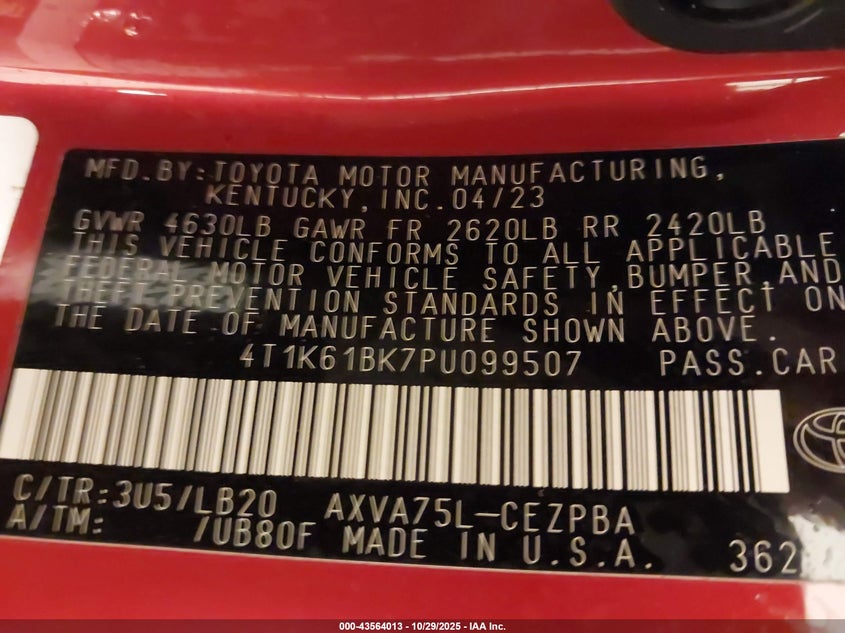 MFD.BY:TOYOTA MOTOR MANUFACTURING,
KENTUCKY,INC.04/23
GVWR 4630LB GAWR FR 2620LB RR 2420LB
THIS VEHICLE CONFORMS TO ALL APPLICABLE
FEDERAL MOTOR VEHICLE SAFETY,BUMPER,AND
THEFT PREVENTION STANDARDS IN EFFECT ON
THE DATE OF MANUFACTURE SHOWN ABOVE.
4T1K61BK7PU099507 PASS.CAR
C/TR:3U5/LB20 AXVA75L-CEZPBA
A/TM: /UB80F MADE IN U.S.A. 362
000-43564013 - 10/29/2025 - IAA Inc.